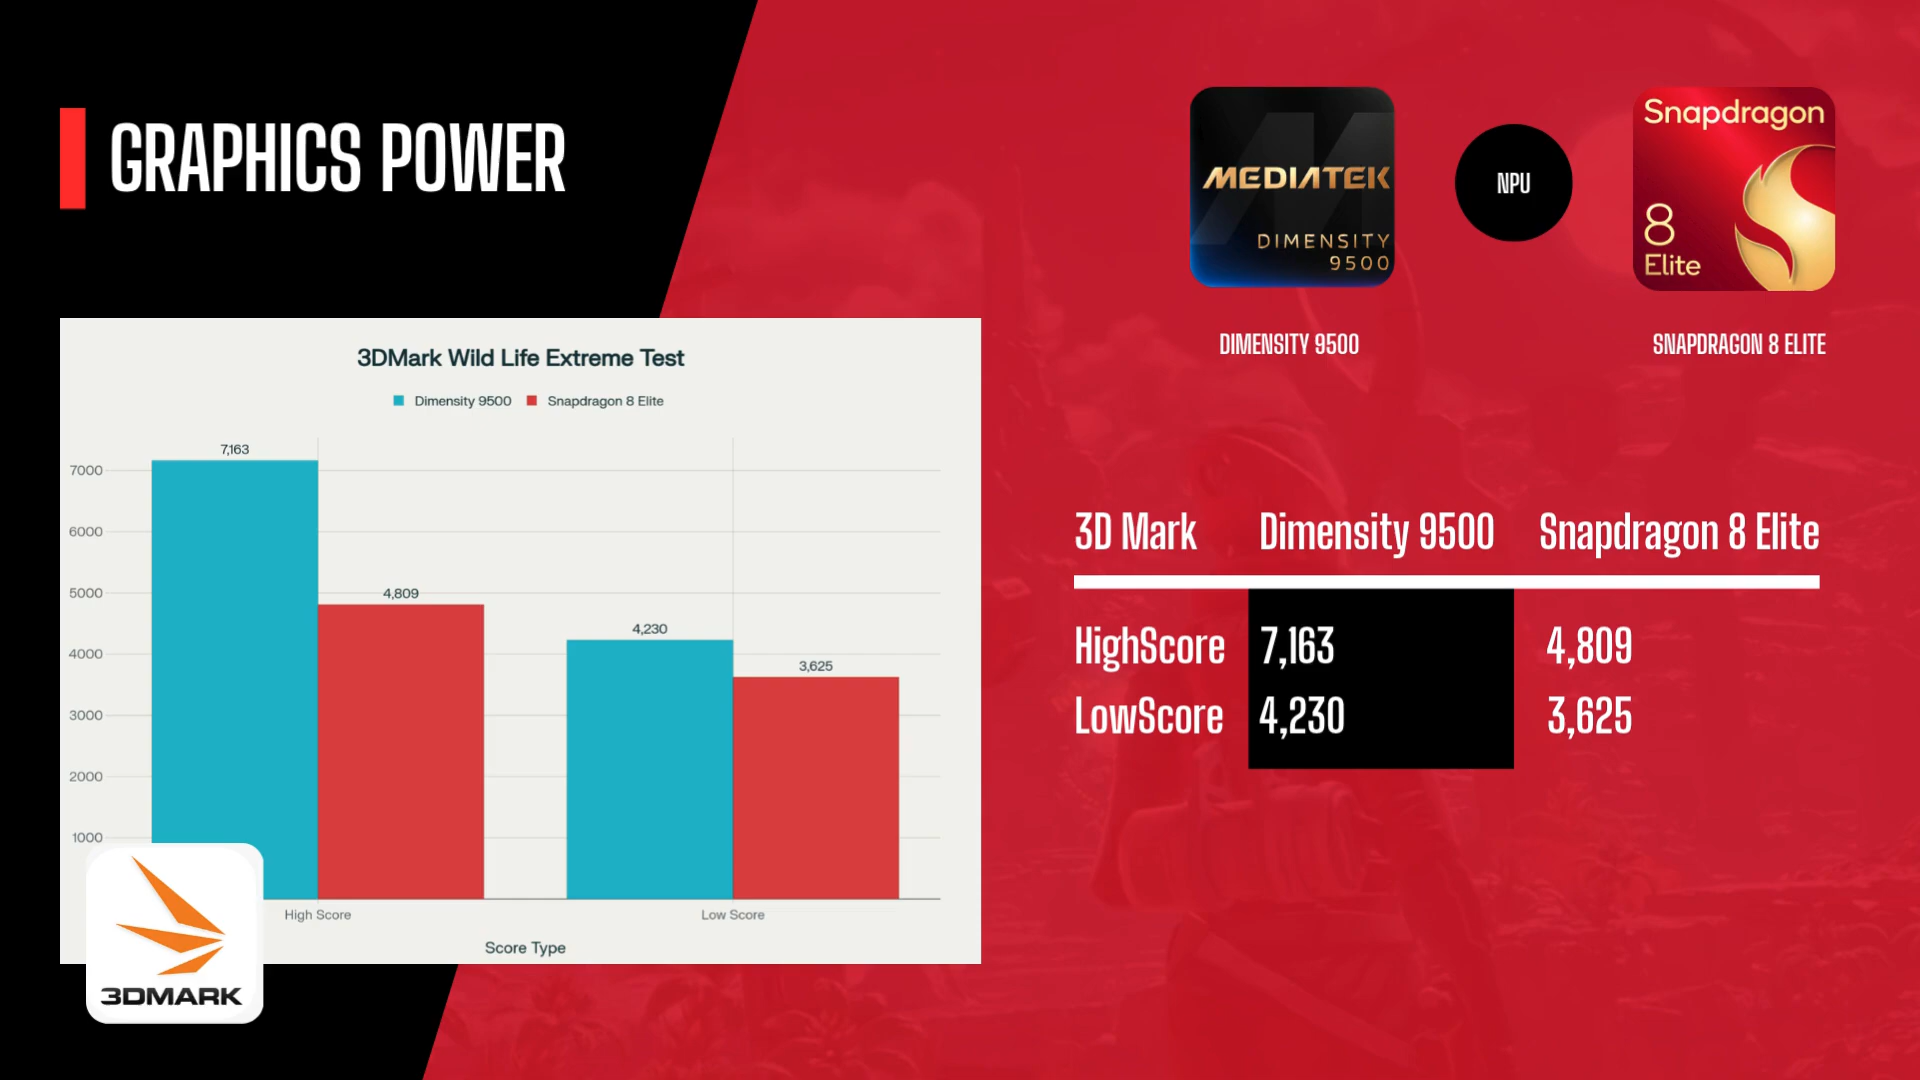 GRAPHICS POWER
MEDIATEK
DIMENSITY
9500
NPU
Snapdragon
8
Elite
DIMENSITY 9500
SNAPDRAGON 8 ELITE
3DMark Wild Life Extreme Test
Dimensity 9500
Snapdragon 8 Elite
7,163
4,809
4,230
3,625
7000
6000
5000
4000
3000
2000
1000
High Score
Low Score
Score Type
3DMARK
3D Mark Dimensity 9500 Snapdragon 8 Elite
HighScore 7,163 4,809
LowScore 4,230 3,625